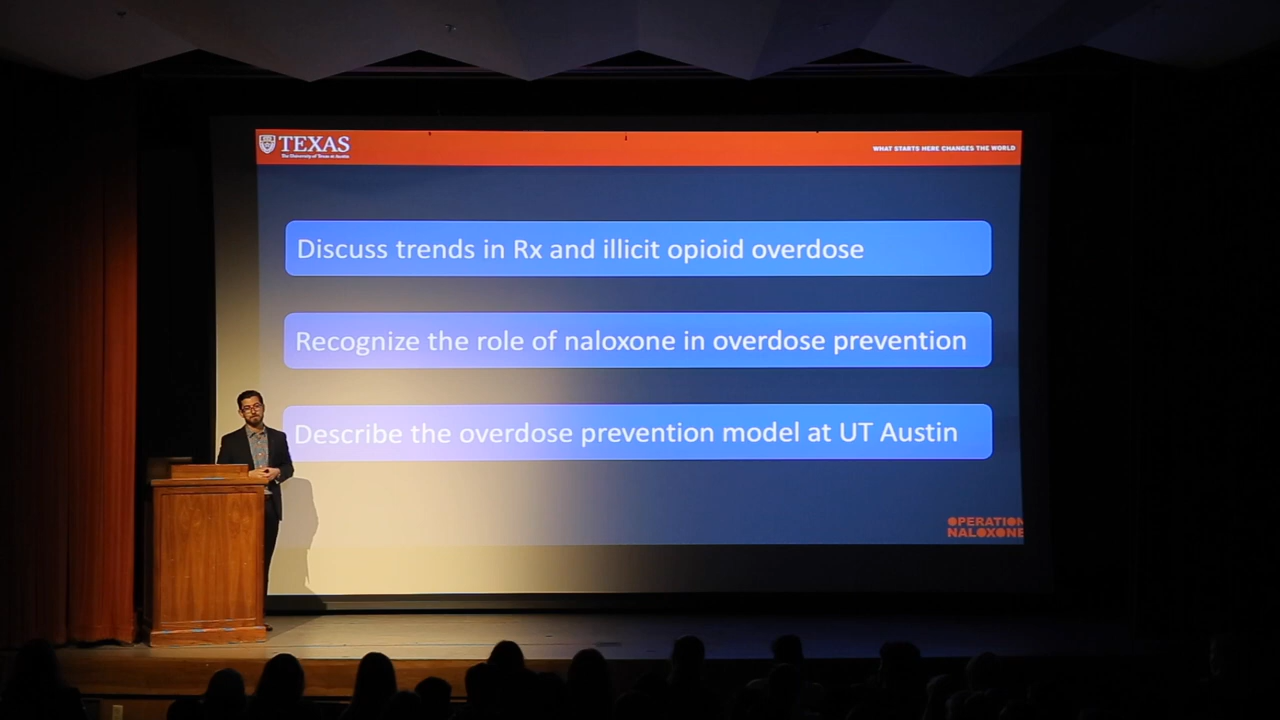 TEXAS
The University of Texas at Austin
WHAT STARTS HERE CHANGES THE WORLD
Discuss trends in Rx and illicit opioid overdose
Recognize the role of naloxone in overdose prevention
Describe the overdose prevention model at UT Austin
OPERATION
NALOXONE